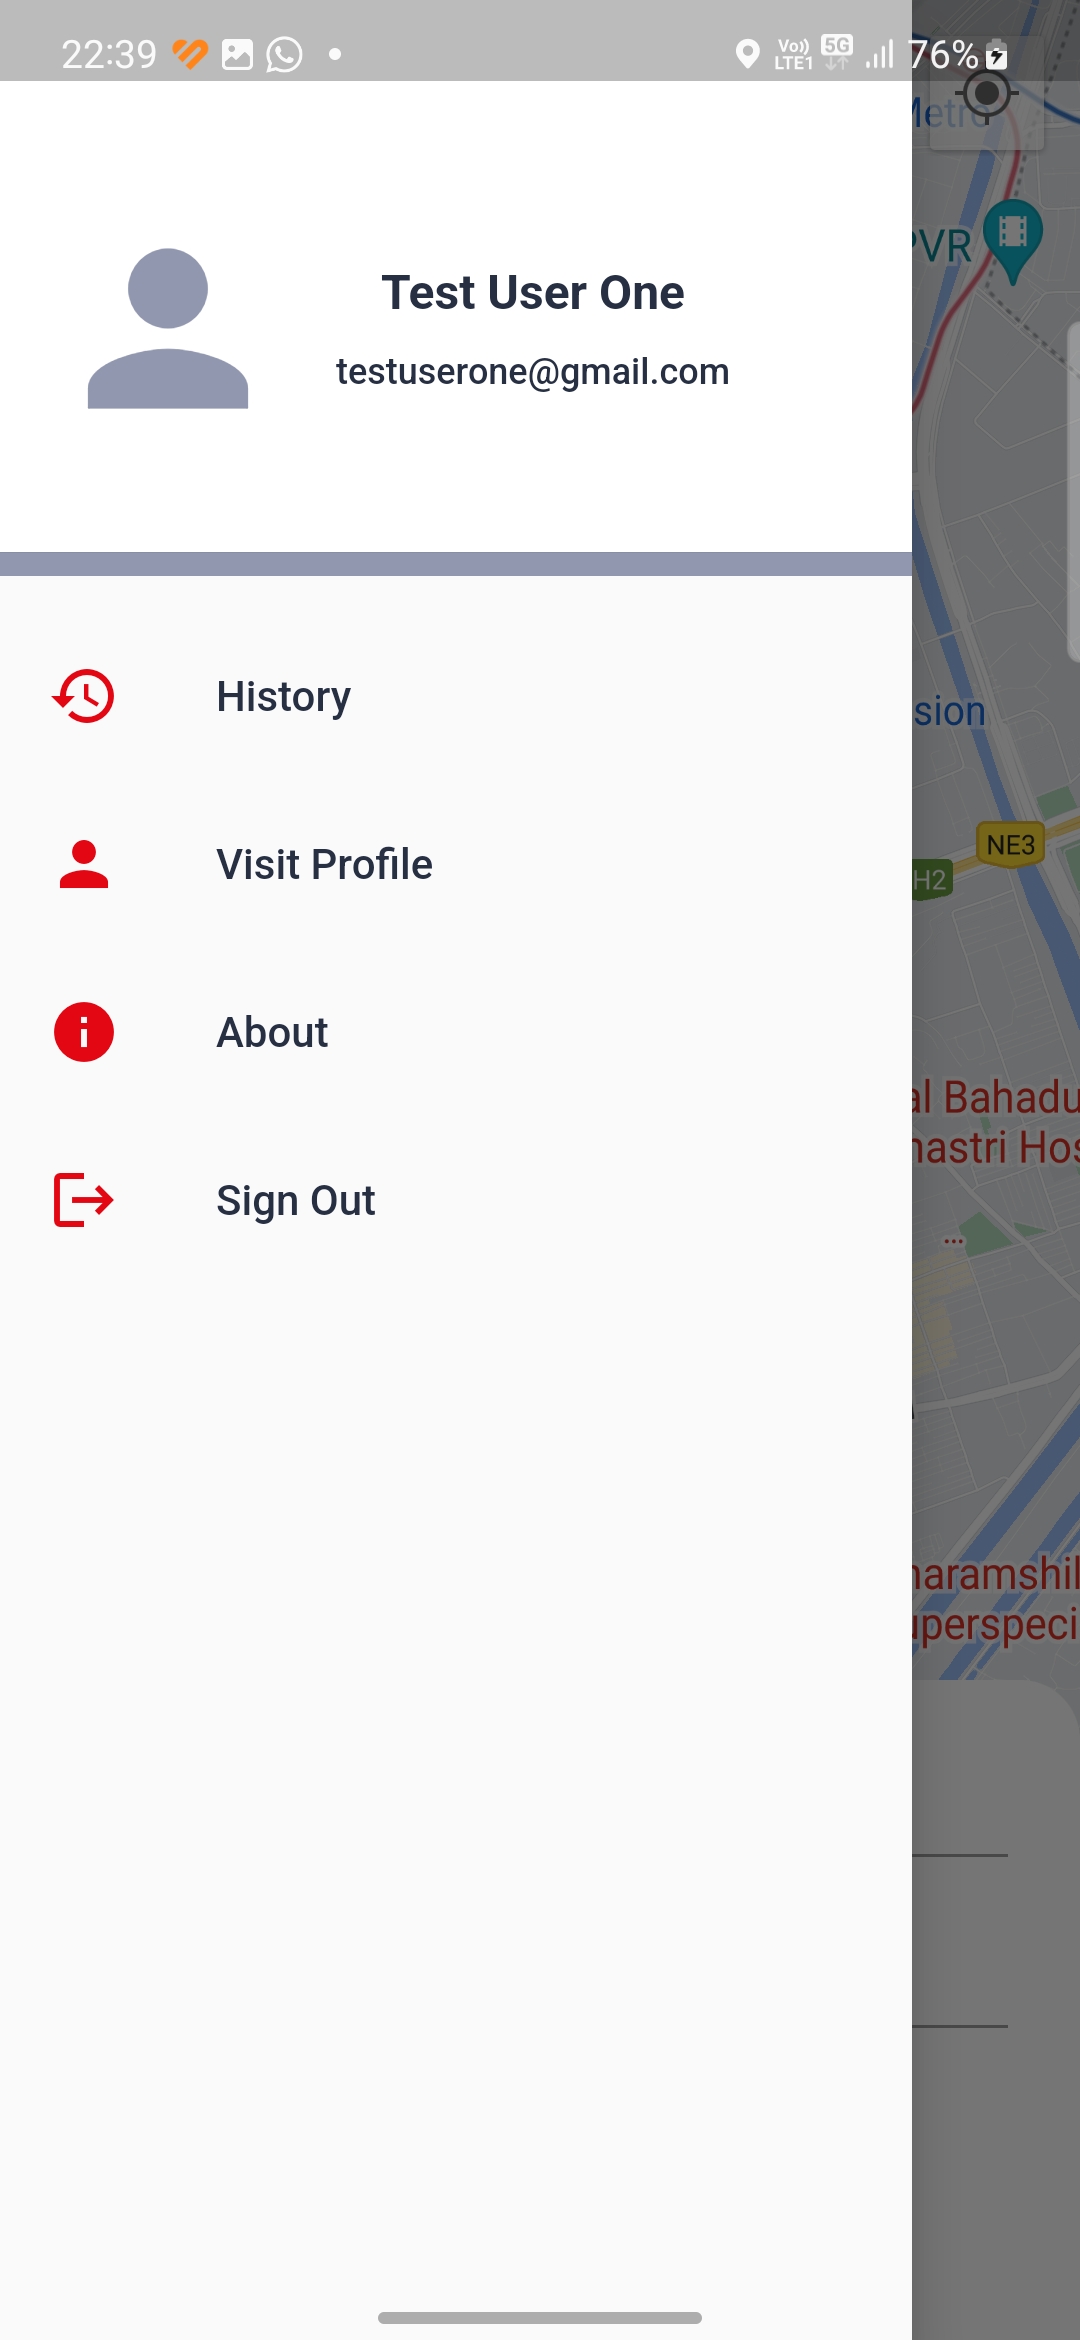 22:39
Vo)) LTE1 5G 76%
Metro
PVR
Test User One
testuserone@gmail.com
History
sion
NE3
Visit Profile
H2
About
al Bahadu
hastri Hos
Sign Out
...
haramshil
uperspeci